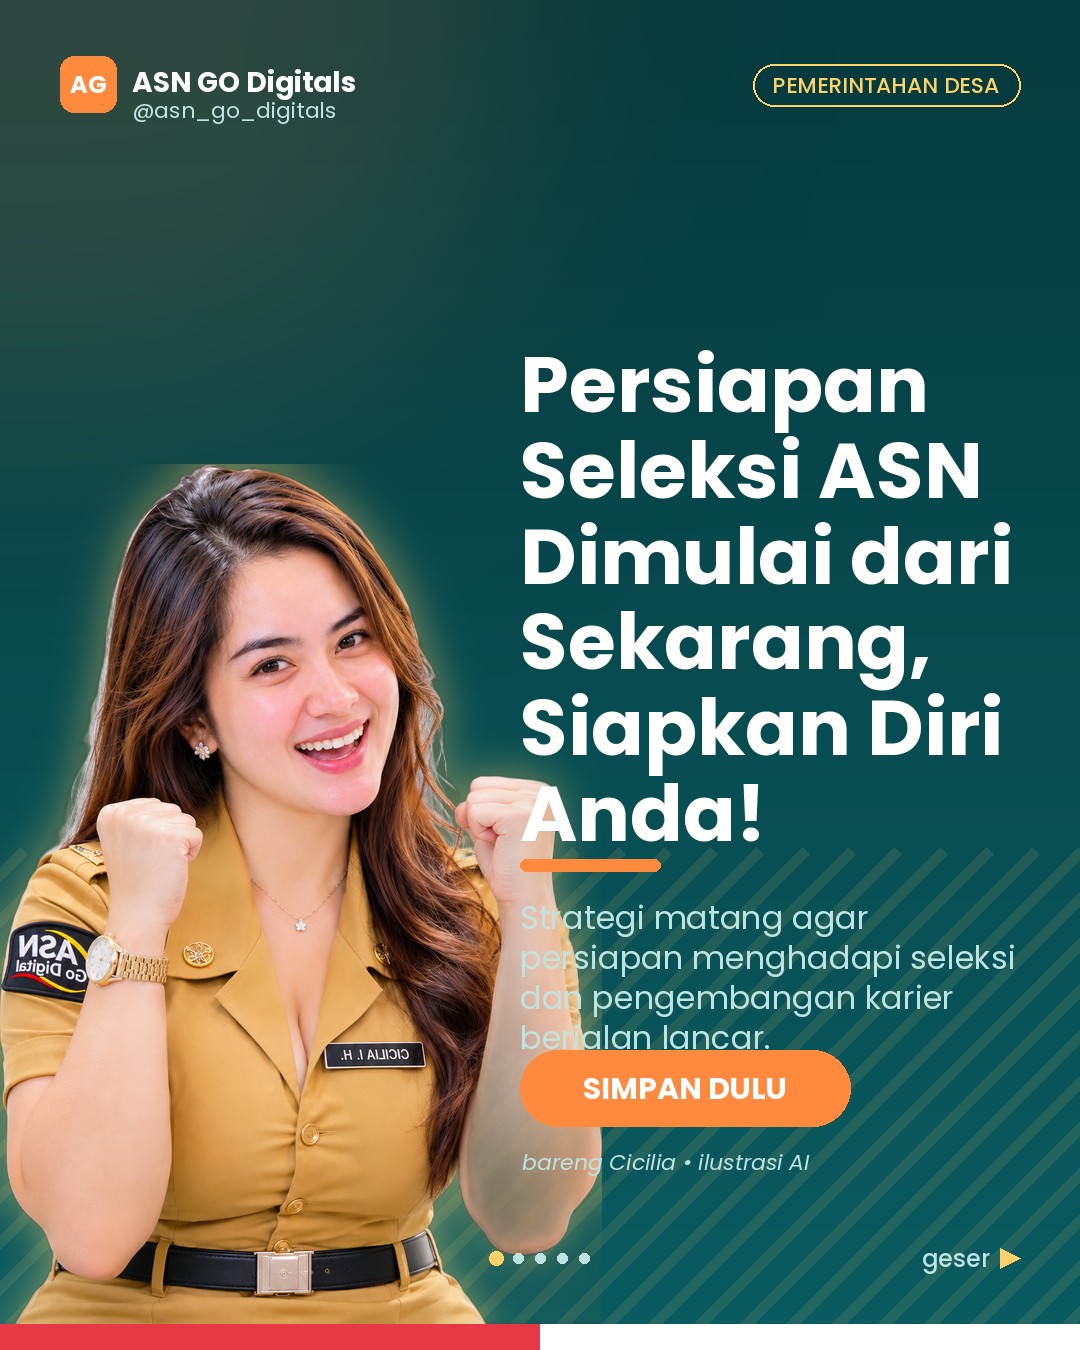 AG
ASN GO Digitals
@asn_go_digitals
PEMERINTAHAN DESA
Persiapan
Seleksi ASN
Dimulai dari
Sekarang,
Siapkan Diri
Anda!
Strategi matang agar
persiapan menghadapi seleksi
dan pengembangan karier
berjalan lancar.
SIMPAN DULU
bareng Cicilia • ilustrasi AI
ASN
Go Digital
CICILIA I. H.
geser